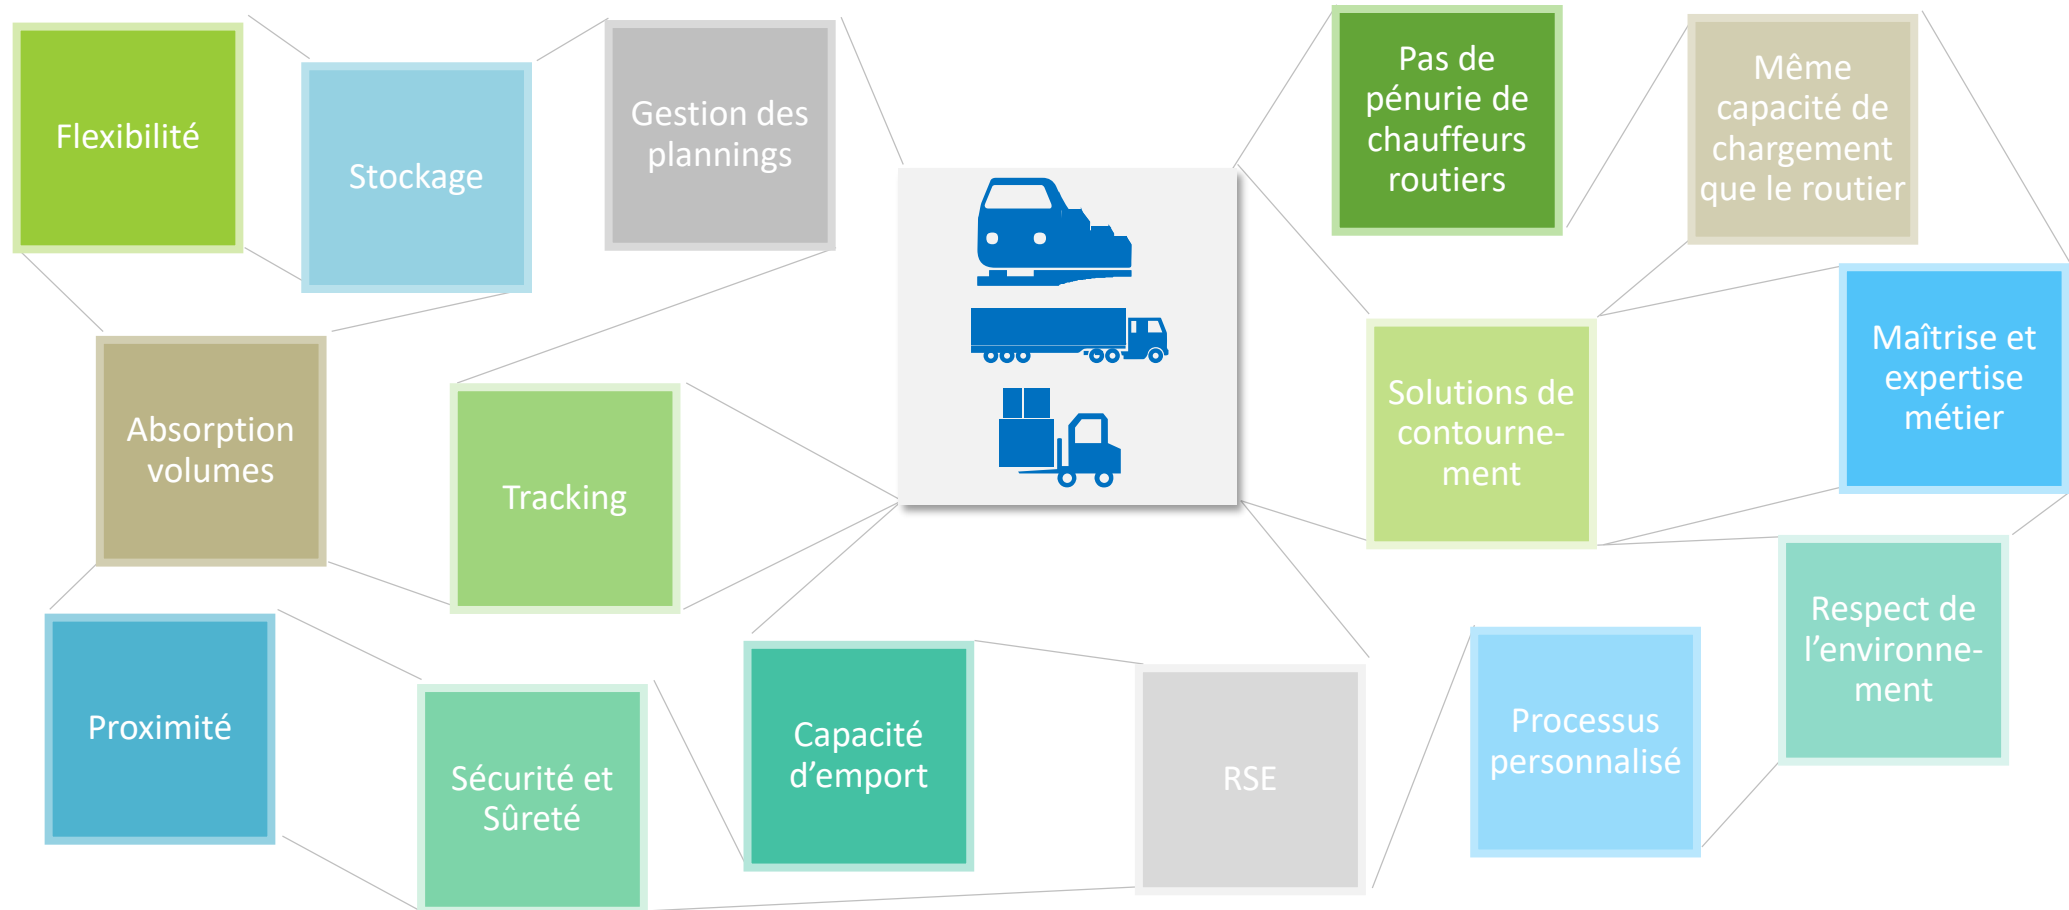 Flexibilité
Stockage
Gestion des
plannings
Pas de
pénurie de
chauffeurs
routiers
Même
capacité de
chargement
que le routier
Absorption
volumes
Tracking
Solutions de
contourne-
ment
Maîtrise et
expertise
métier
Proximité
Sécurité et
Sûreté
Capacité
d’emport
RSE
Processus
personnalisé
Respect de
l’environne-
ment